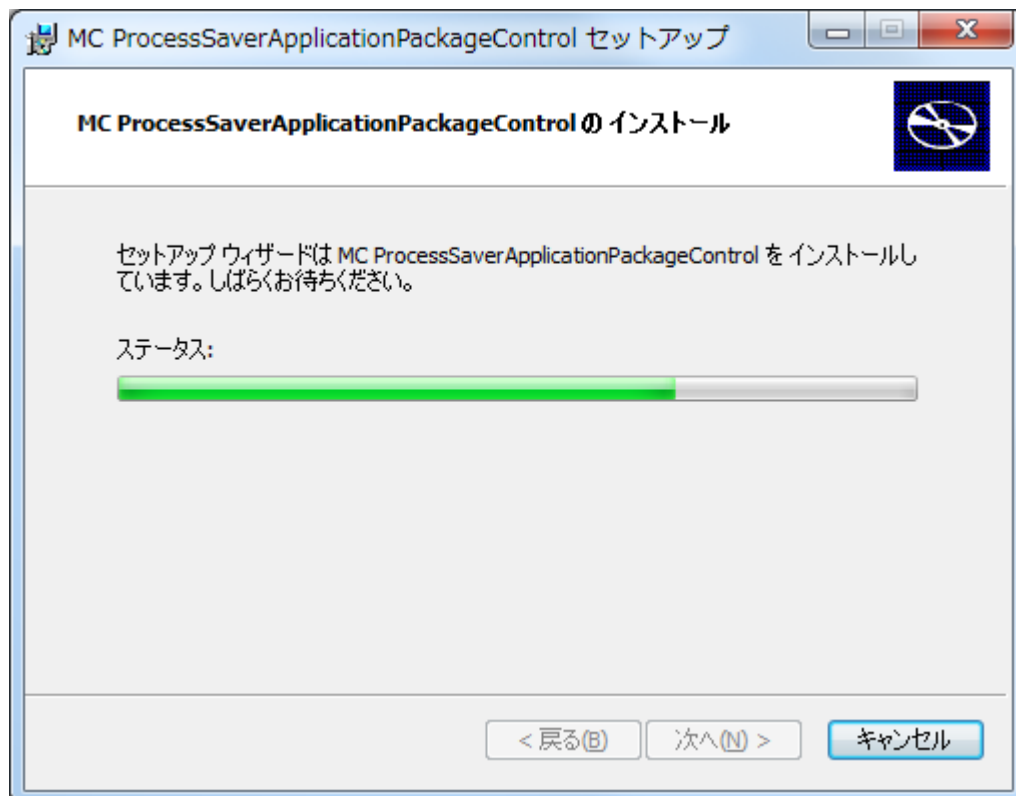 MC ProcessSaverApplicationPackageControl セットアップ
MC ProcessSaverApplicationPackageControl の インストール
セットアップ ウィザードは MC ProcessSaverApplicationPackageControl を インストールし
ています。しばらくお待ちください。
ステータス:
< 戻る(B)
次へ(N) >
キャンセル